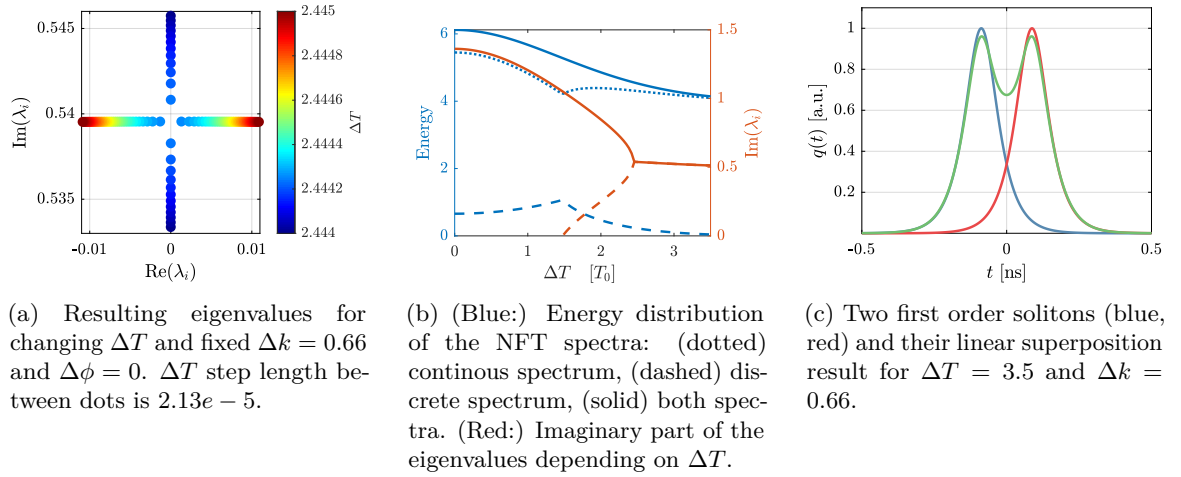 0.545
0.54
0.535
Im(λᵢ)
-0.01
0
0.01
Re(λᵢ)
2.445
2.4448
2.4446
2.4444
2.4442
2.444
ΔT
6
4
2
0
Energy
0
1
2
3
ΔT [T₀]
1.5
1
0.5
0
Im(λᵢ)
1
0.8
0.6
0.4
0.2
q(t) [a.u.]
-0.5
0
0.5
t [ns]
(a) Resulting eigenvalues for
changing ΔT and fixed Δk = 0.66
and Δϕ = 0. ΔT step length be-
tween dots is 2.13e − 5.
(b) (Blue:) Energy distribution
of the NFT spectra: (dotted)
continous spectrum, (dashed) dis-
crete spectrum, (solid) both spec-
tra. (Red:) Imaginary part of the
eigenvalues depending on ΔT.
(c) Two first order solitons (blue,
red) and their linear superposition
result for ΔT = 3.5 and Δk =
0.66.